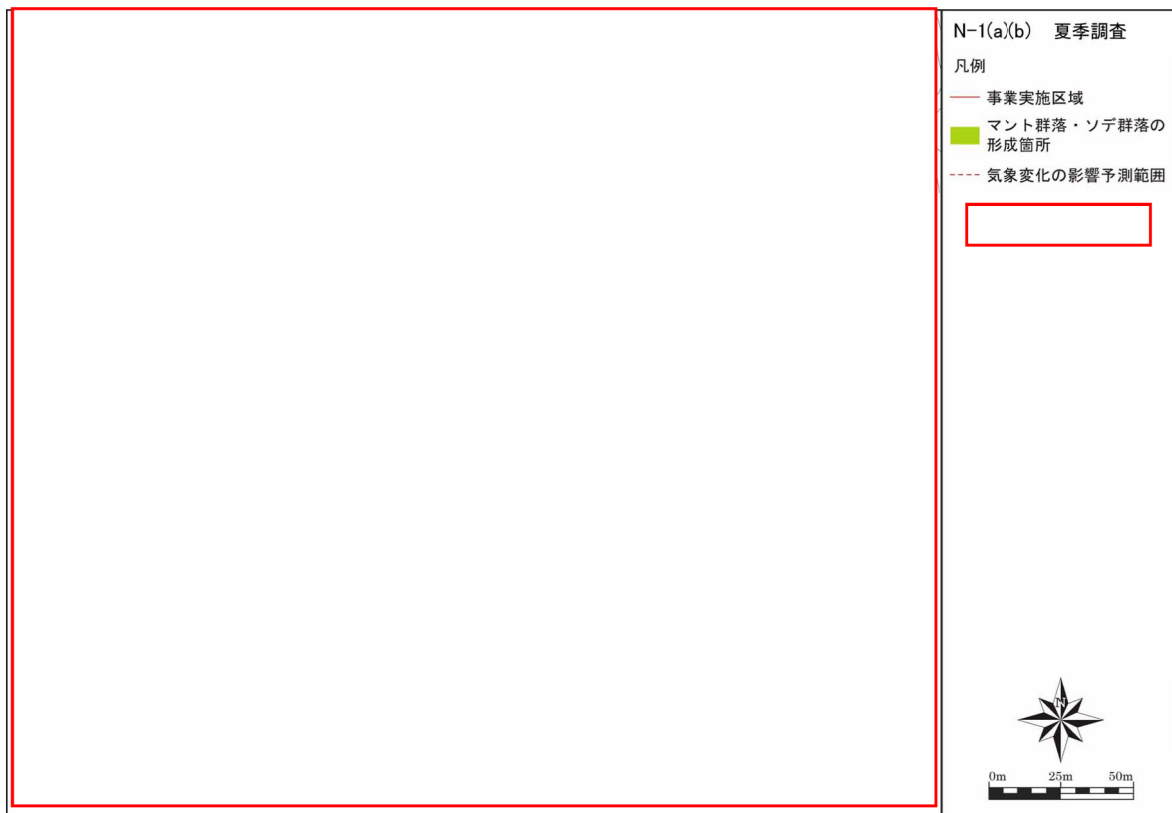 N-1(a)(b) 夏季調査
凡例
事業実施区域
マント群落・ソデ群落の
形成箇所
気象変化の影響予測範囲
N
0m 25m 50m